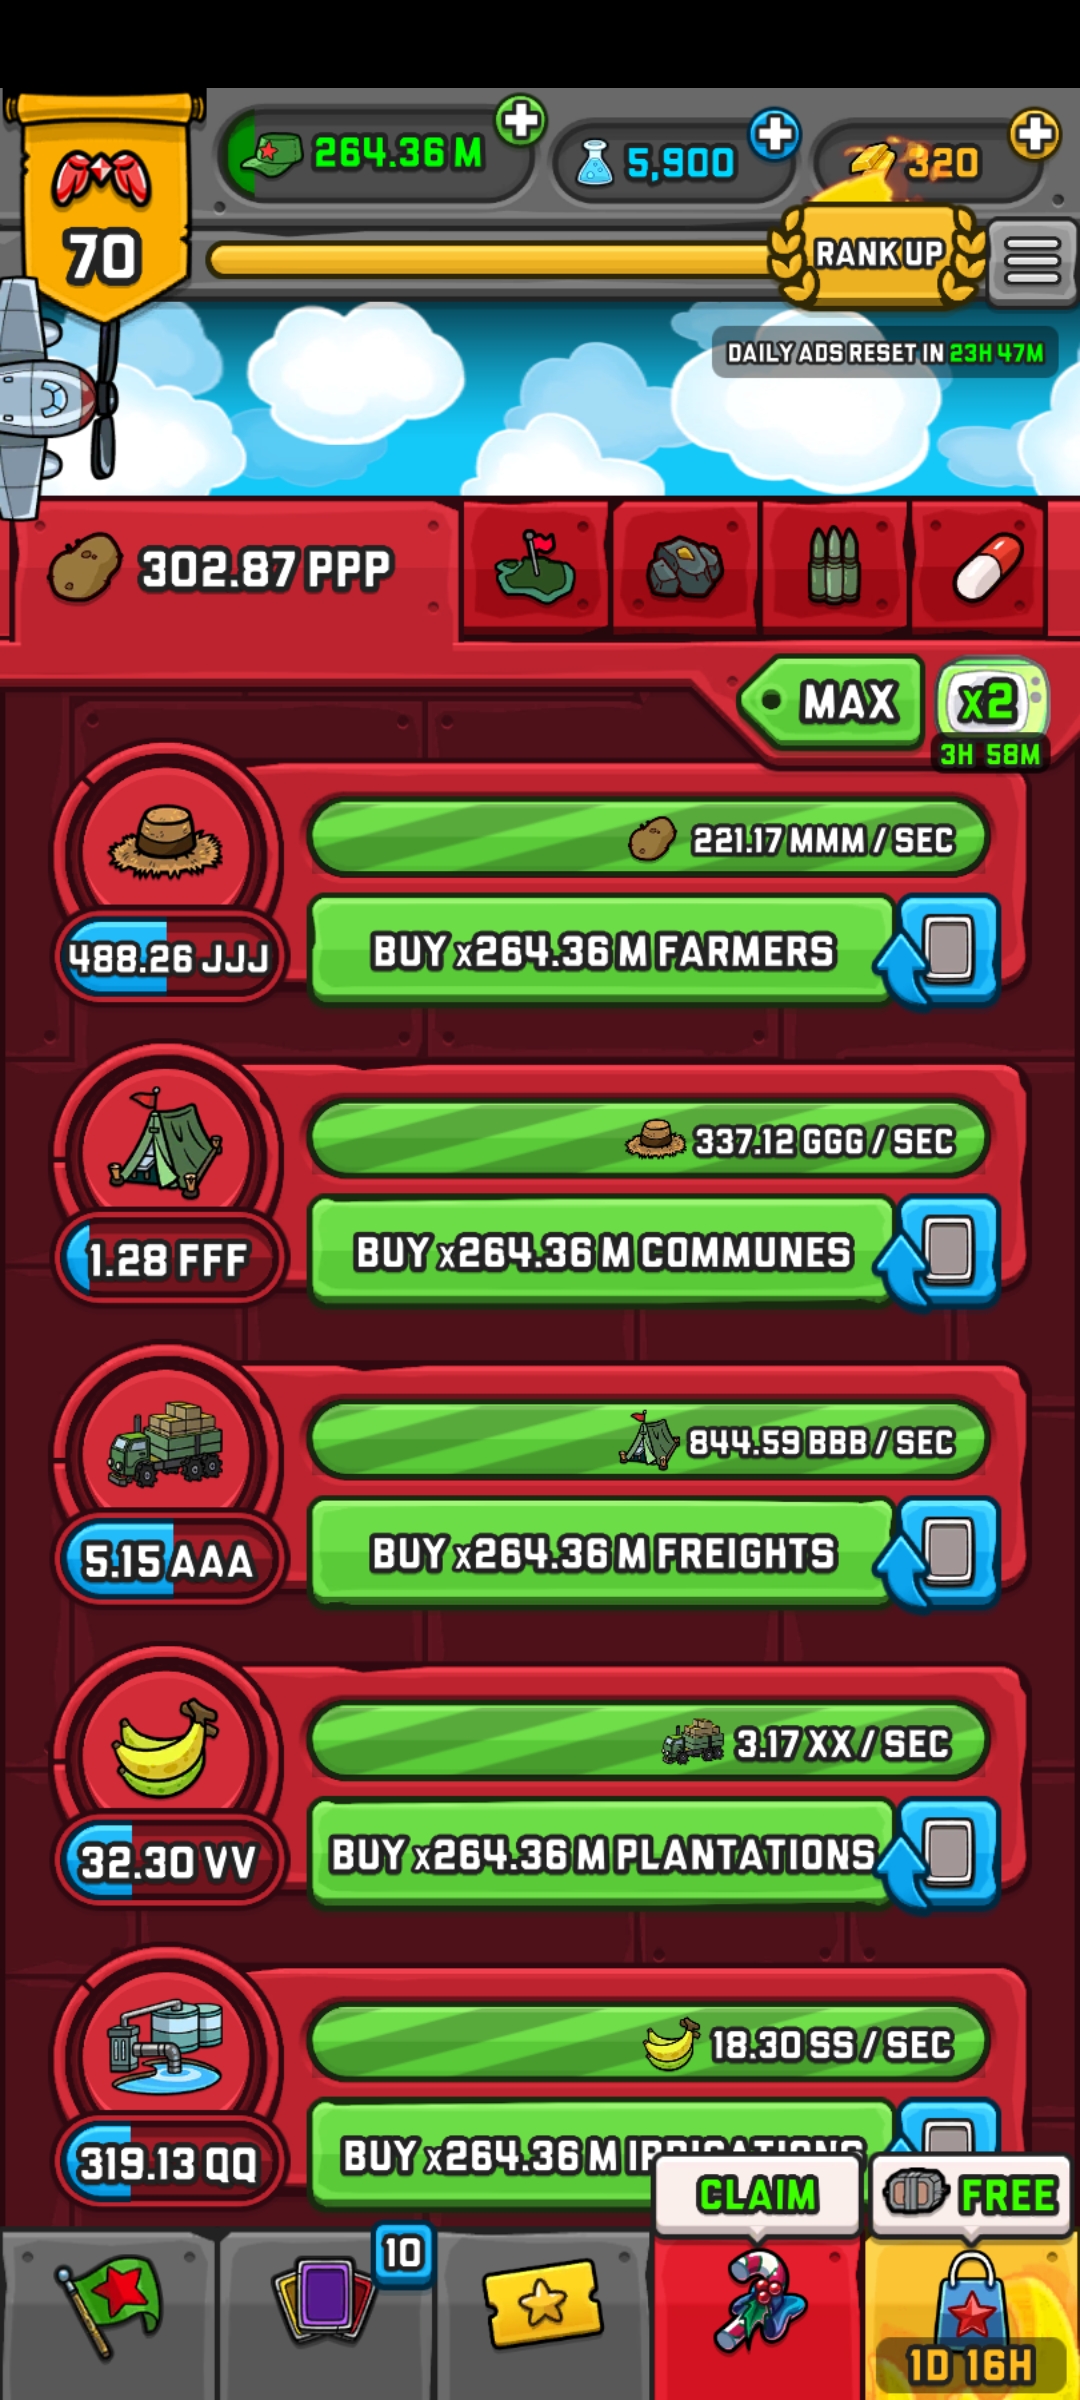 264.36 M
5,900
320
70
RANK UP
DAILY ADS RESET IN 23H 47M
302.87 PPP
MAX
x2
3H 58M
221.17 MMM / SEC
488.26 JJJ
BUY x264.36 M FARMERS
337.12 GGG / SEC
1.28 FFF
BUY x264.36 M COMMUNES
844.59 BBB / SEC
5.15 AAA
BUY x264.36 M FREIGHTS
3.17 XX / SEC
32.30 VV
BUY x264.36 M PLANTATIONS
18.30 SS / SEC
319.13 QQ
BUY x264.36 M IRRIGATIONS
CLAIM
FREE
10
1D 16H